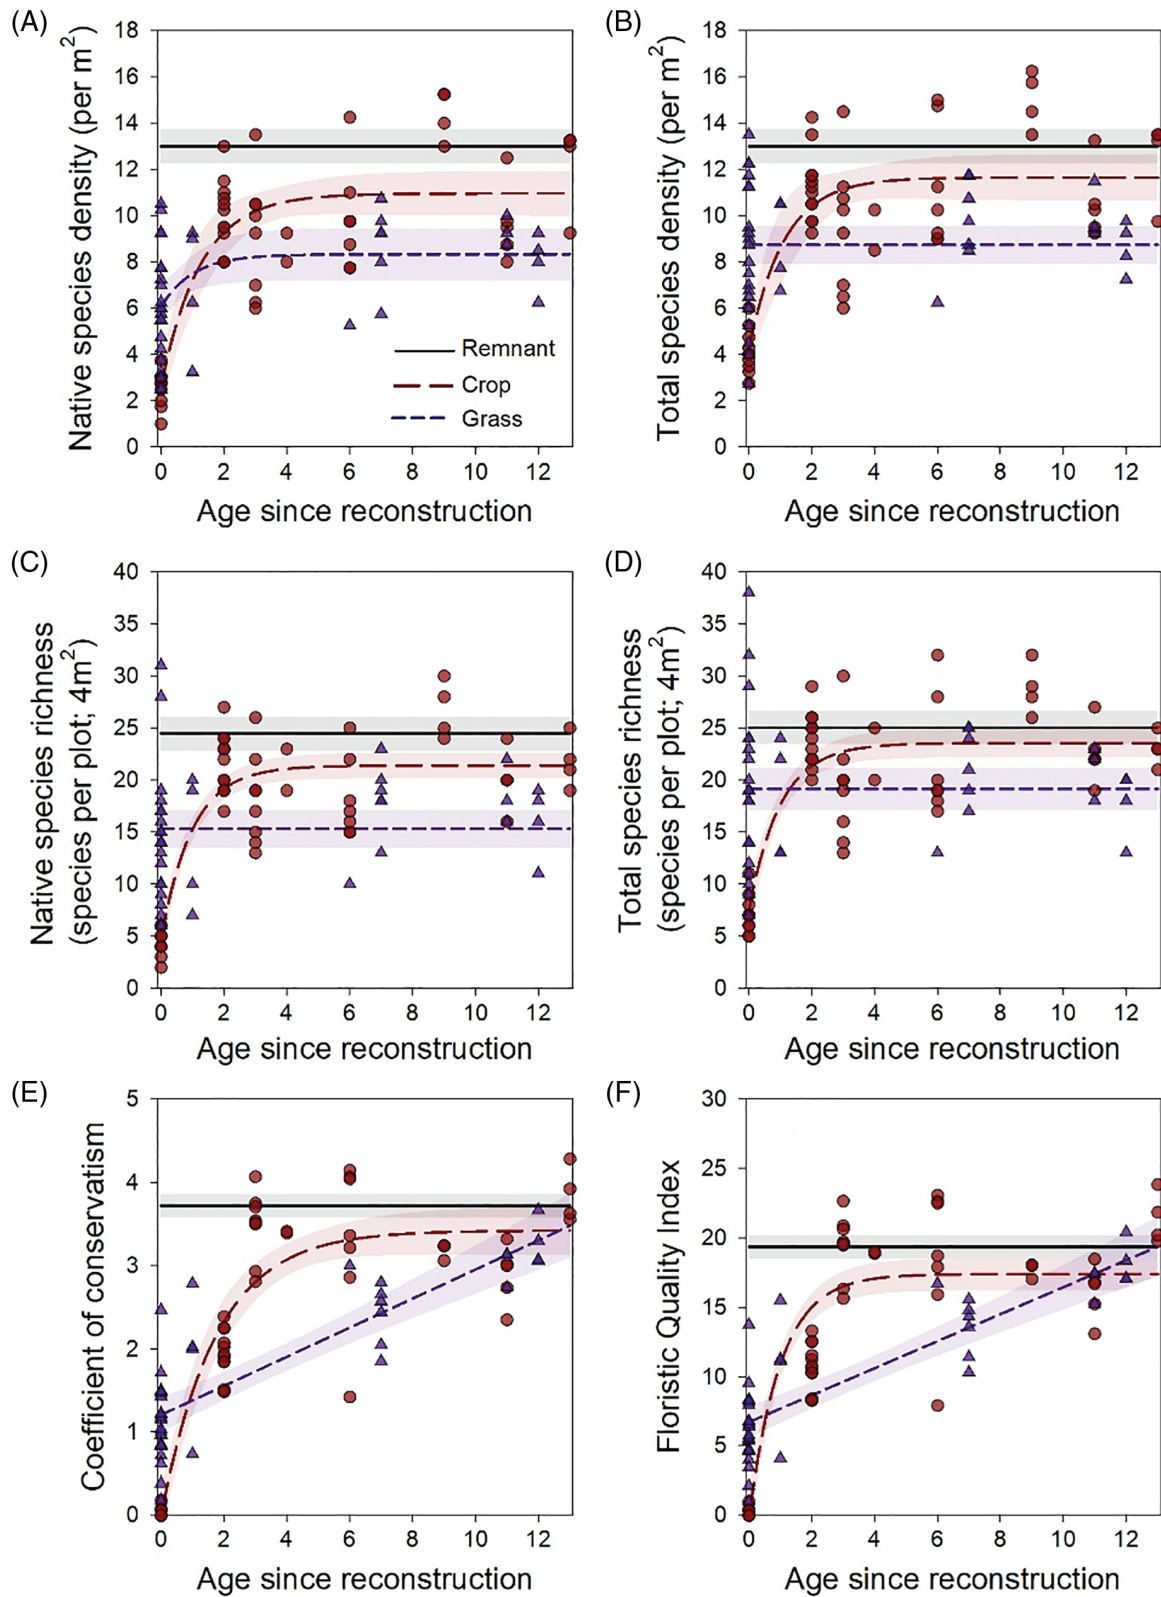 (A)
Native species density (per m²)
18
16
14
12
10
8
6
4
2
0
Remnant
Crop
Grass
0 2 4 6 8 10 12
Age since reconstruction
(B)
Total species density (per m²)
18
16
14
12
10
8
6
4
2
0
0 2 4 6 8 10 12
Age since reconstruction
(C)
Native species richness
(species per plot; 4m²)
40
35
30
25
20
15
10
5
0
0 2 4 6 8 10 12
Age since reconstruction
(D)
Total species richness
(species per plot; 4m²)
40
35
30
25
20
15
10
5
0
0 2 4 6 8 10 12
Age since reconstruction
(E)
Coefficient of conservatism
5
4
3
2
1
0
0 2 4 6 8 10 12
Age since reconstruction
(F)
Floristic Quality Index
30
25
20
15
10
5
0
0 2 4 6 8 10 12
Age since reconstruction